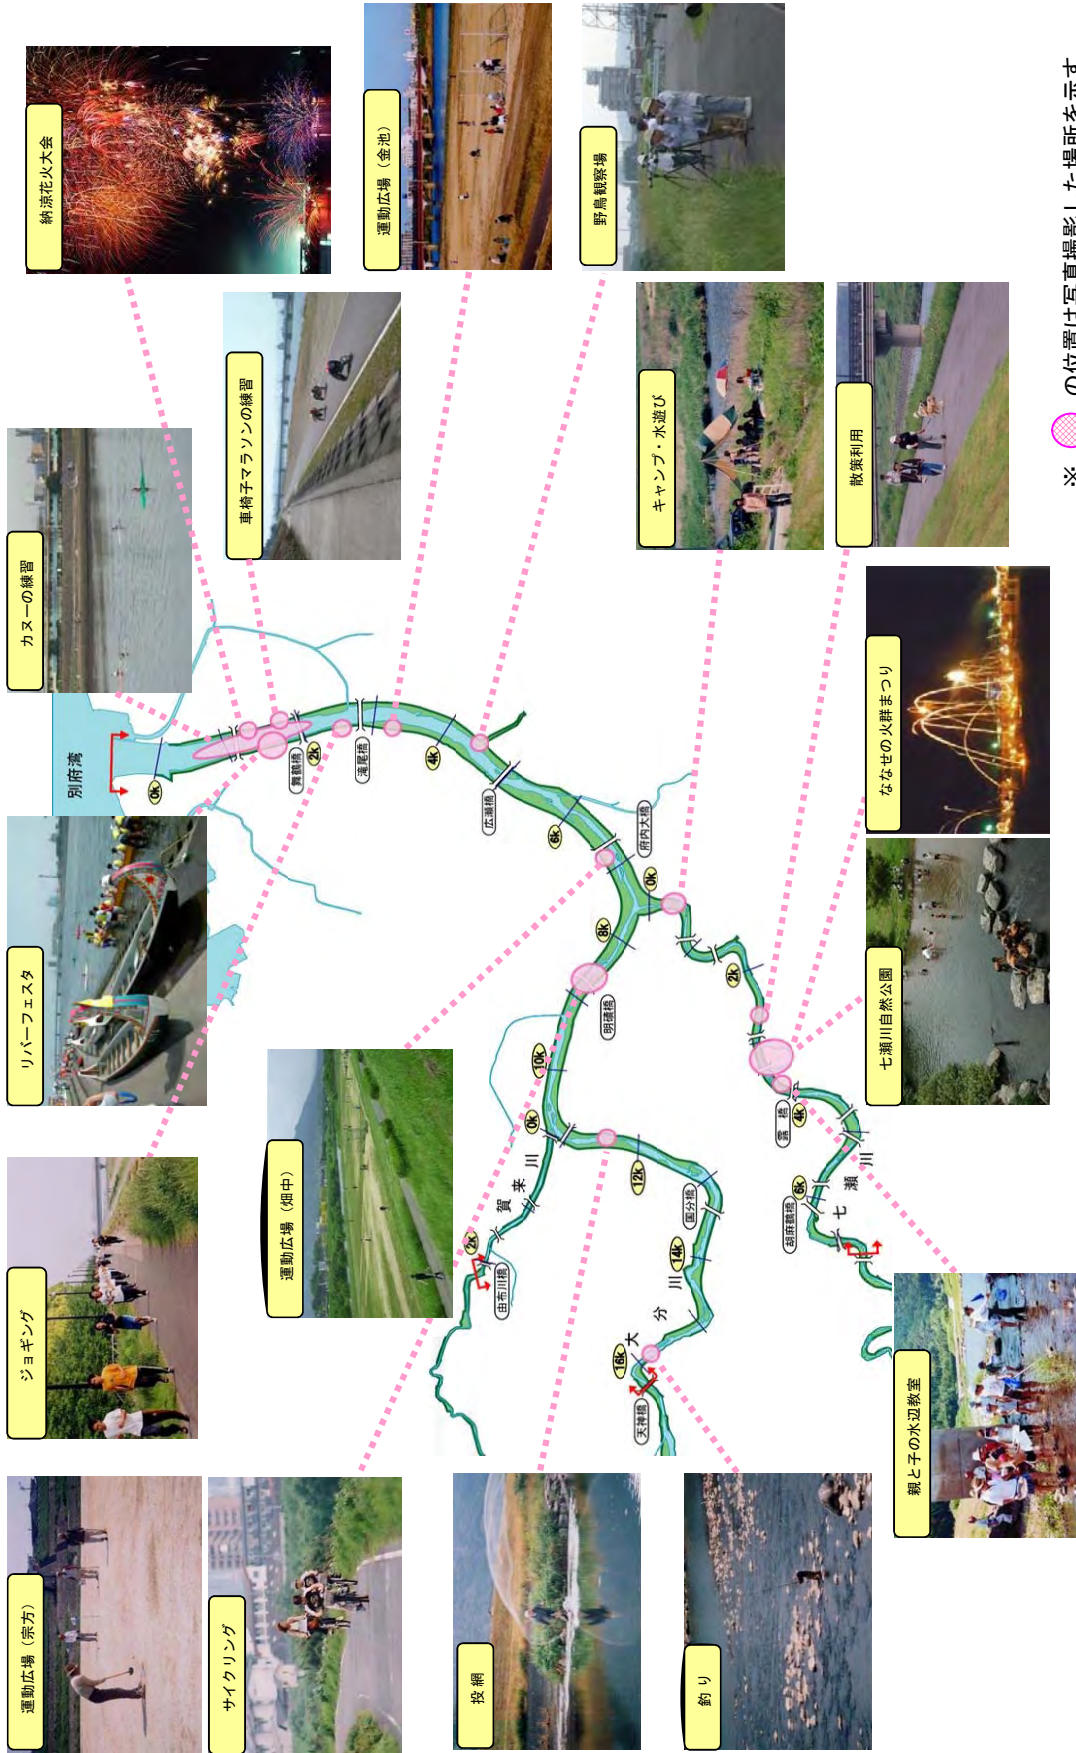 運動広場（宗方）
ジョギング
リバーフェスタ
カヌーの練習
納涼花火大会
サイクリング
車椅子マラソンの練習
運動広場（畑中）
運動広場（金池）
野鳥観察場
投網
釣り
キャンプ・水遊び
散策利用
親と子の水辺教室
七瀬川自然公園
ななせの火群まつり
別府湾
0k
舞鶴橋
2k
滝尾橋
4k
広瀬橋
6k
府内大橋
8k
明磧橋
10k
0k
賀来川
2k
由布川橋
12k
国分橋
14k
大分川
16k
天神橋
0k
2k
露橋
4k
6k
胡麻鶴橋
七瀬川
※ の位置は写真撮影した場所を示す